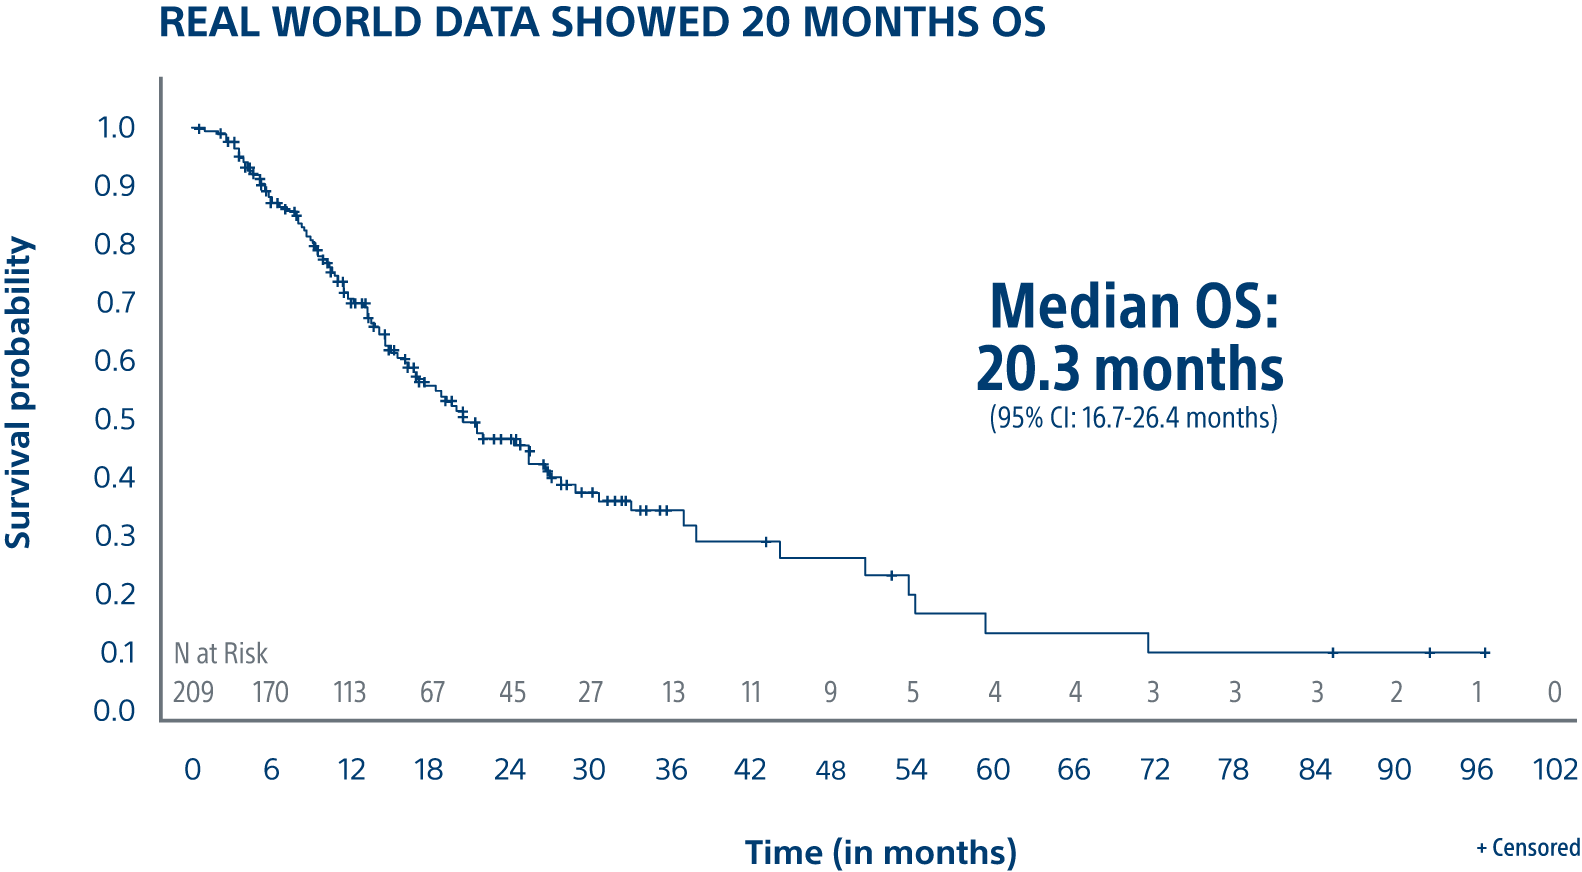 REAL WORLD DATA SHOWED 20 MONTHS OS
Survival probability
1.0
0.9
0.8
0.7
0.6
0.5
0.4
0.3
0.2
0.1
0.0
Median OS:
20.3 months
(95% CI: 16.7-26.4 months)
N at Risk
209 170 113 67 45 27 13 11 9 5 4 4 3 3 3 2 1 0
0 6 12 18 24 30 36 42 48 54 60 66 72 78 84 90 96 102
Time (in months)
+ Censored